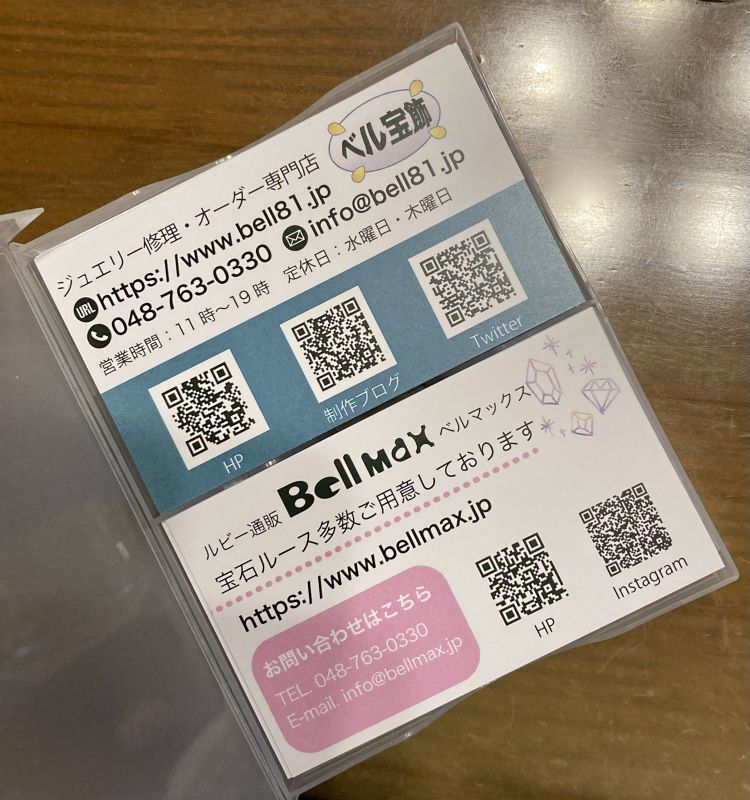 ベル宝飾
ジュエリー修理・オーダー専門店
URL https://www.bell81.jp
048-763-0330 info@bell81.jp
営業時間：11時〜19時 定休日：水曜日・木曜日
HP
制作ブログ
Twitter
ルビー通販 BellMax ベルマックス
宝石ルース多数ご用意しております
https://www.bellmax.jp
お問い合わせはこちら
TEL. 048-763-0330
E-mail. info@bellmax.jp
HP
Instagram